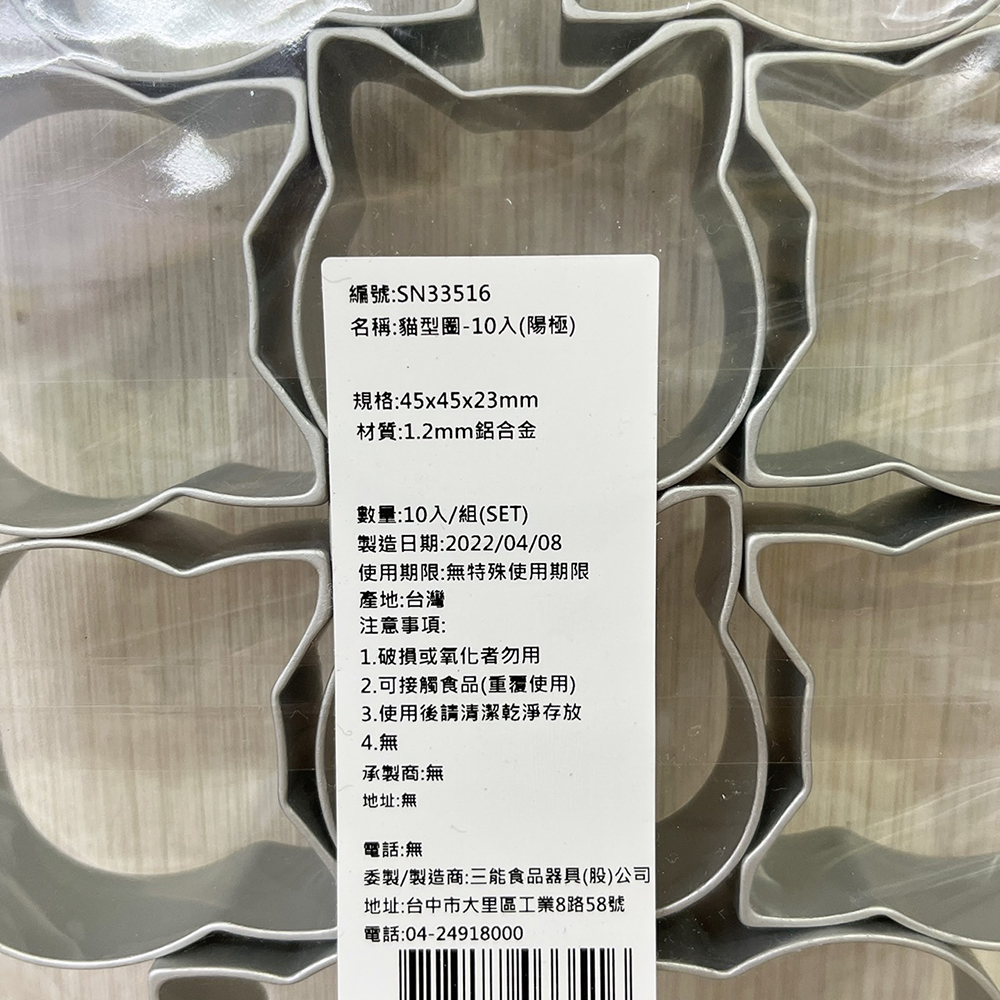 編號:SN33516
名稱:貓型圈-10入(陽極)
規格:45x45x23mm
材質:1.2mm鋁合金
數量:10入/組(SET)
製造日期:2022/04/08
使用期限:無特殊使用期限
產地:台灣
注意事項:
1.破損或氧化者勿用
2.可接觸食品(重覆使用)
3.使用後請清潔乾淨存放
4.無
承製商:無
地址:無
電話:無
委製/製造商:三能食品器具(股)公司
地址:台中市大里區工業8路58號
電話:04-24918000